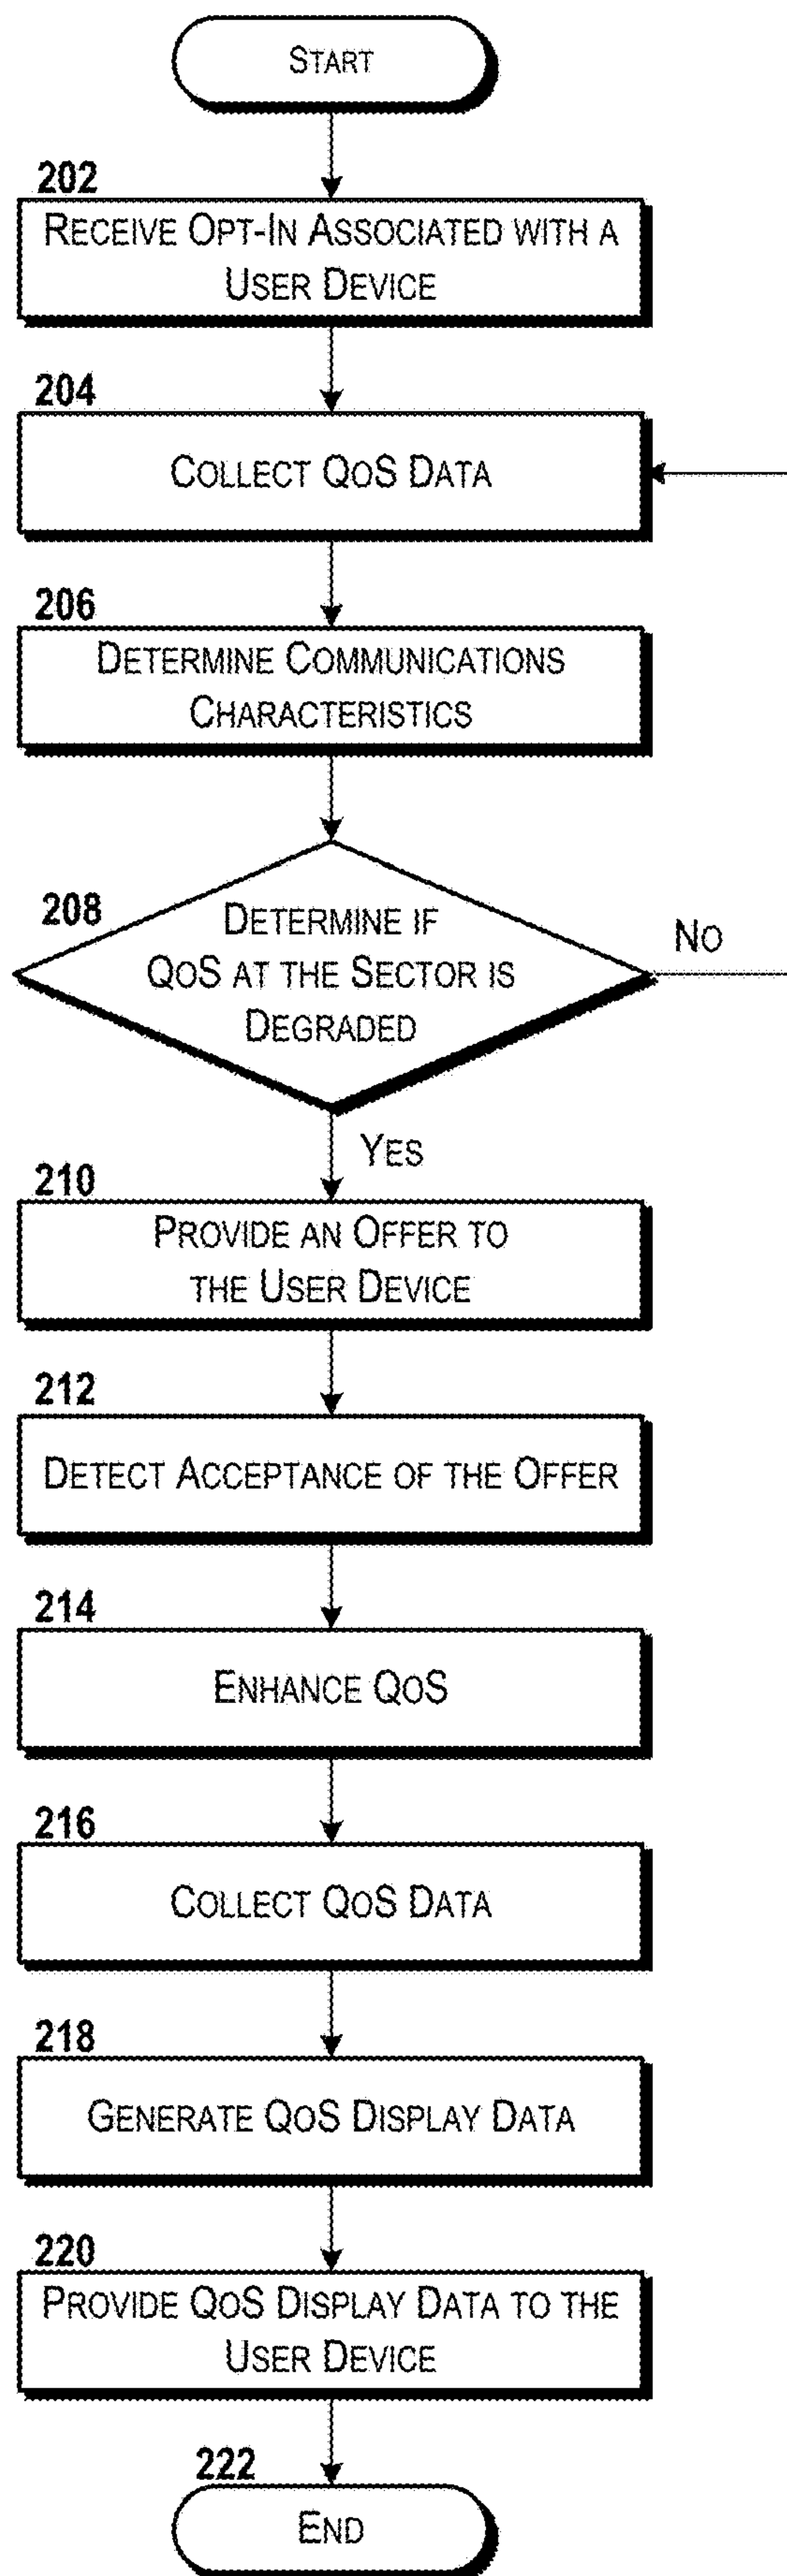 START
202
RECEIVE OPT-IN ASSOCIATED WITH A
USER DEVICE
204
COLLECT QOS DATA
206
DETERMINE COMMUNICATIONS
CHARACTERISTICS
208
DETERMINE IF
QOS AT THE SECTOR IS
DEGRADED
NO
YES
210
PROVIDE AN OFFER TO
THE USER DEVICE
212
DETECT ACCEPTANCE OF THE OFFER
214
ENHANCE QOS
216
COLLECT QOS DATA
218
GENERATE QOS DISPLAY DATA
220
PROVIDE QOS DISPLAY DATA TO THE
USER DEVICE
222
END